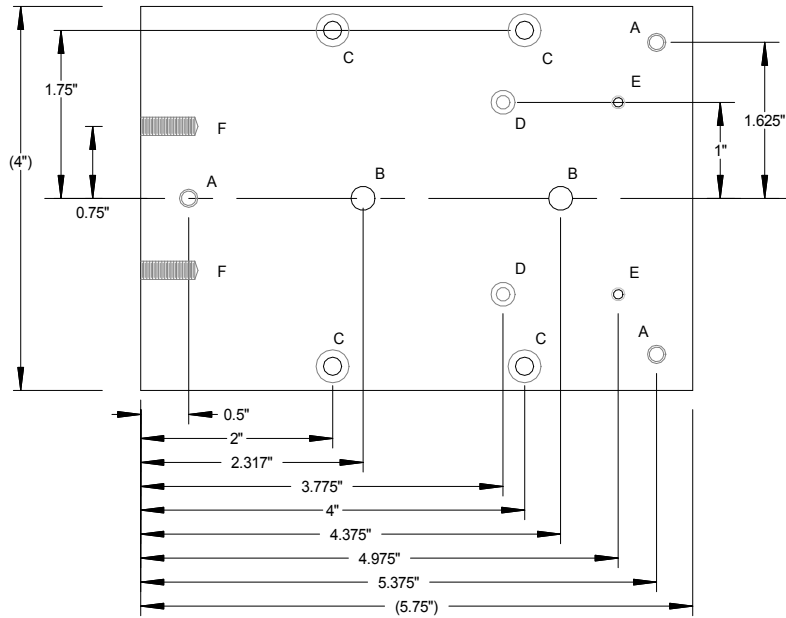 A
C
C
1.75"
E
1.625"
D
F
1"
(4")
A
B
B
0.75"
F
D
E
C
C
A
0.5"
2"
2.317"
3.775"
4"
4.375"
4.975"
5.375"
(5.75")